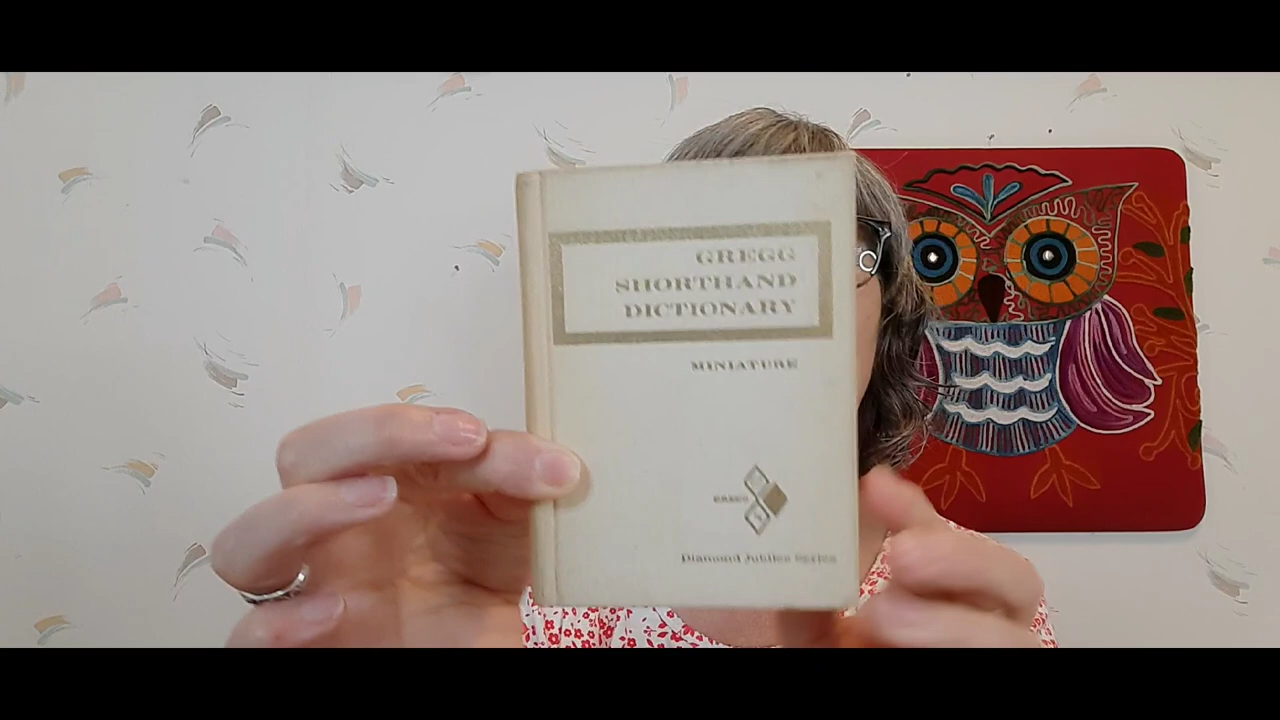 GREGG
SHORTHAND
DICTIONARY
MINIATURE
GREGG
Diamond Jubilee Series